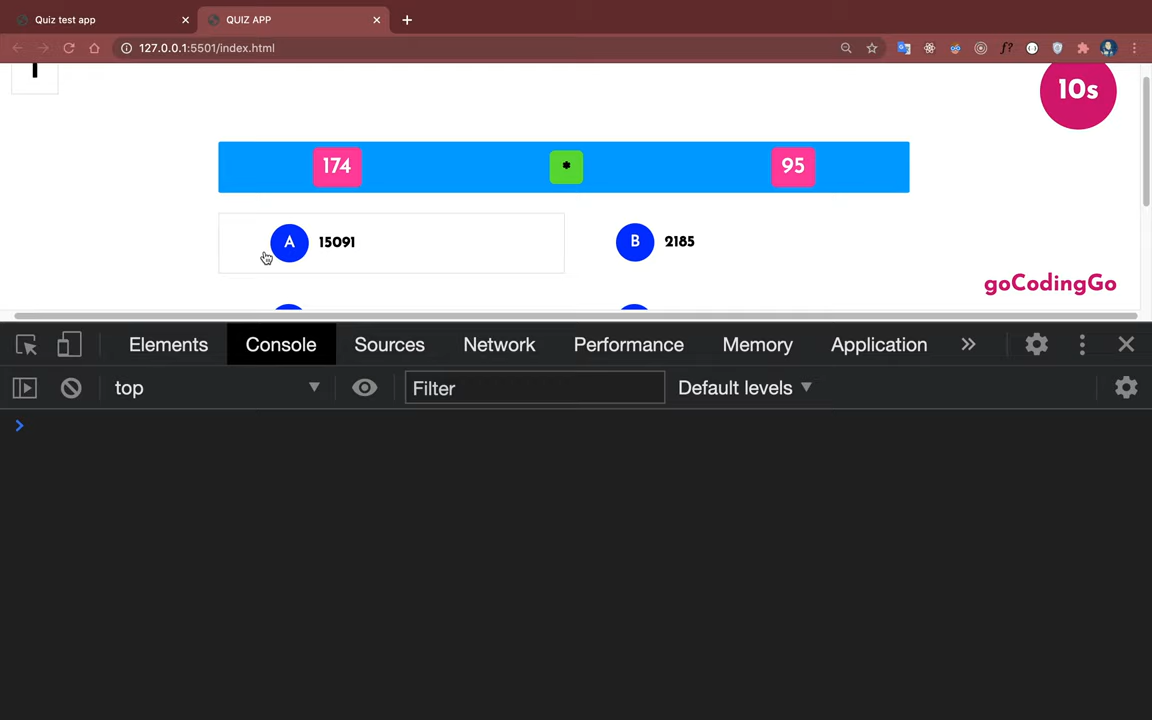 Quiz test app
QUIZ APP
127.0.0.1:5501/index.html
f?
10s
174
*
95
A 15091
B 2185
goCodingGo
Elements
Console
Sources
Network
Performance
Memory
Application
top
Filter
Default levels